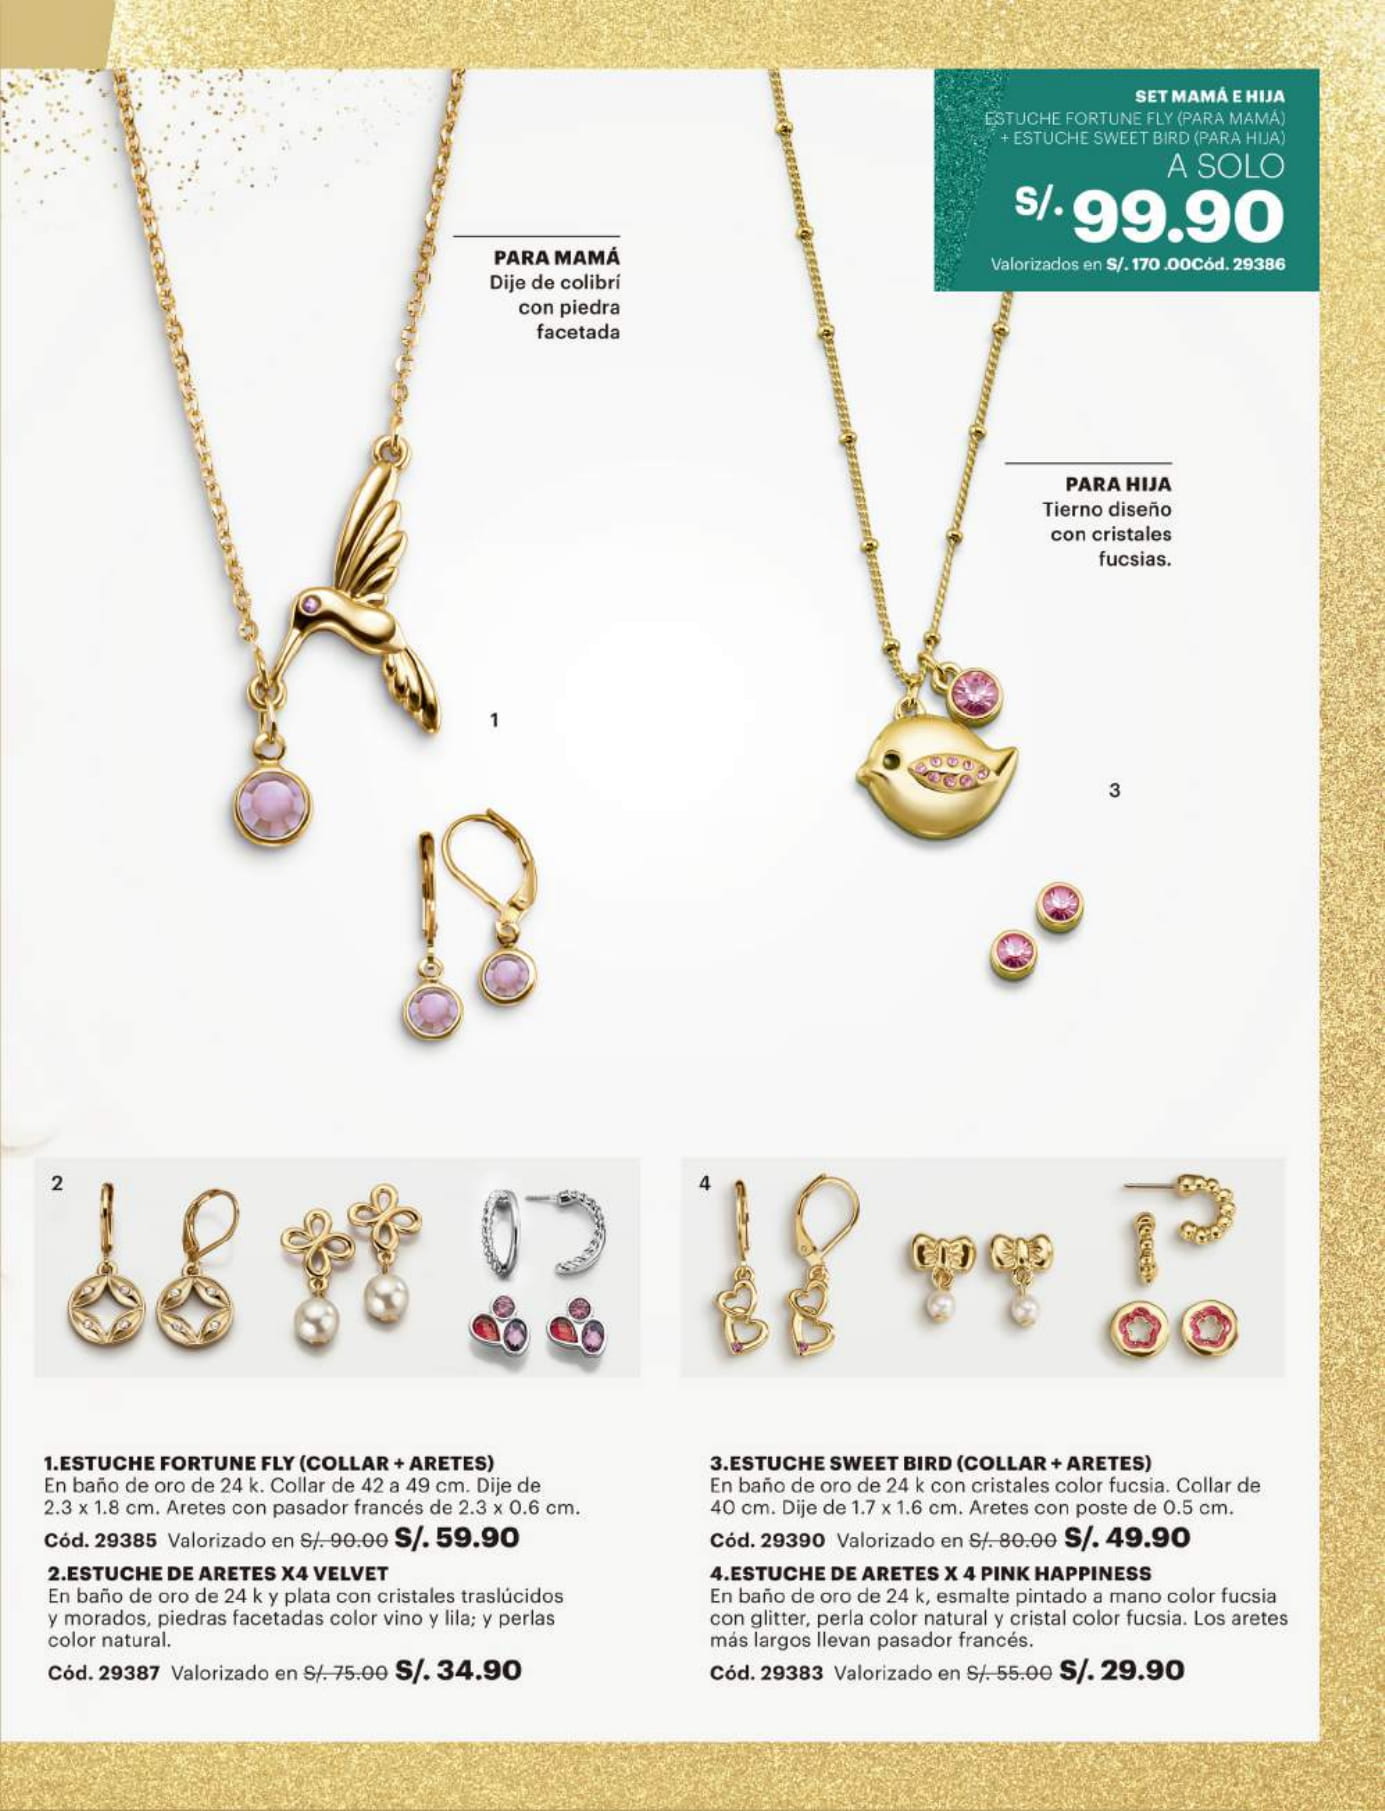 SET MAMÁ E HIJA
ESTUCHE FORTUNE FLY (PARA MAMÁ)
+ ESTUCHE SWEET BIRD (PARA HIJA)
A SOLO
S/. 99.90
Valorizados en S/. 170 .00Cód. 29386
PARA MAMÁ
Dije de colibrí
con piedra
facetada
PARA HIJA
Tierno diseño
con cristales
fucsias.
1
3
2
4
1.ESTUCHE FORTUNE FLY (COLLAR + ARETES)
En baño de oro de 24 k. Collar de 42 a 49 cm. Dije de
2.3 x 1.8 cm. Aretes con pasador francés de 2.3 x 0.6 cm.
Cód. 29385 Valorizado en S/. 90.00 S/. 59.90
2.ESTUCHE DE ARETES X4 VELVET
En baño de oro de 24 k y plata con cristales traslúcidos
y morados, piedras facetadas color vino y lila; y perlas
color natural.
Cód. 29387 Valorizado en S/. 75.00 S/. 34.90
3.ESTUCHE SWEET BIRD (COLLAR + ARETES)
En baño de oro de 24 k con cristales color fucsia. Collar de
40 cm. Dije de 1.7 x 1.6 cm. Aretes con poste de 0.5 cm.
Cód. 29390 Valorizado en S/. 80.00 S/. 49.90
4.ESTUCHE DE ARETES X 4 PINK HAPPINESS
En baño de oro de 24 k, esmalte pintado a mano color fucsia
con glitter, perla color natural y cristal color fucsia. Los aretes
más largos llevan pasador francés.
Cód. 29383 Valorizado en S/. 55.00 S/. 29.90